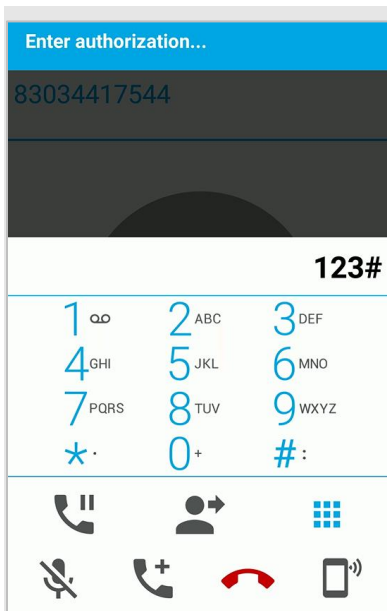 Enter authorization...
83034417544
123#
1 2 ABC 3 DEF
4 GHI 5 JKL 6 MNO
7 PQRS 8 TUV 9 WXYZ
* · 0 + # :